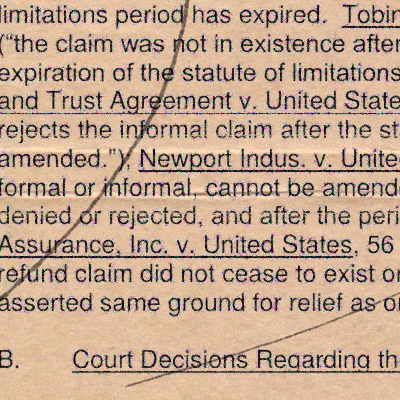 limitations period has expired. Tobin
("the claim was not in existence after
expiration of the statute of limitations
and Trust Agreement v. United State
rejects the informal claim after the st
amended."), Newport Indus. v. Unite
formal or informal, cannot be amend
denied or rejected, and after the peri
Assurance, Inc. v. United States, 56
refund claim did not cease to exist or
asserted same ground for relief as or
B. Court Decisions Regarding th